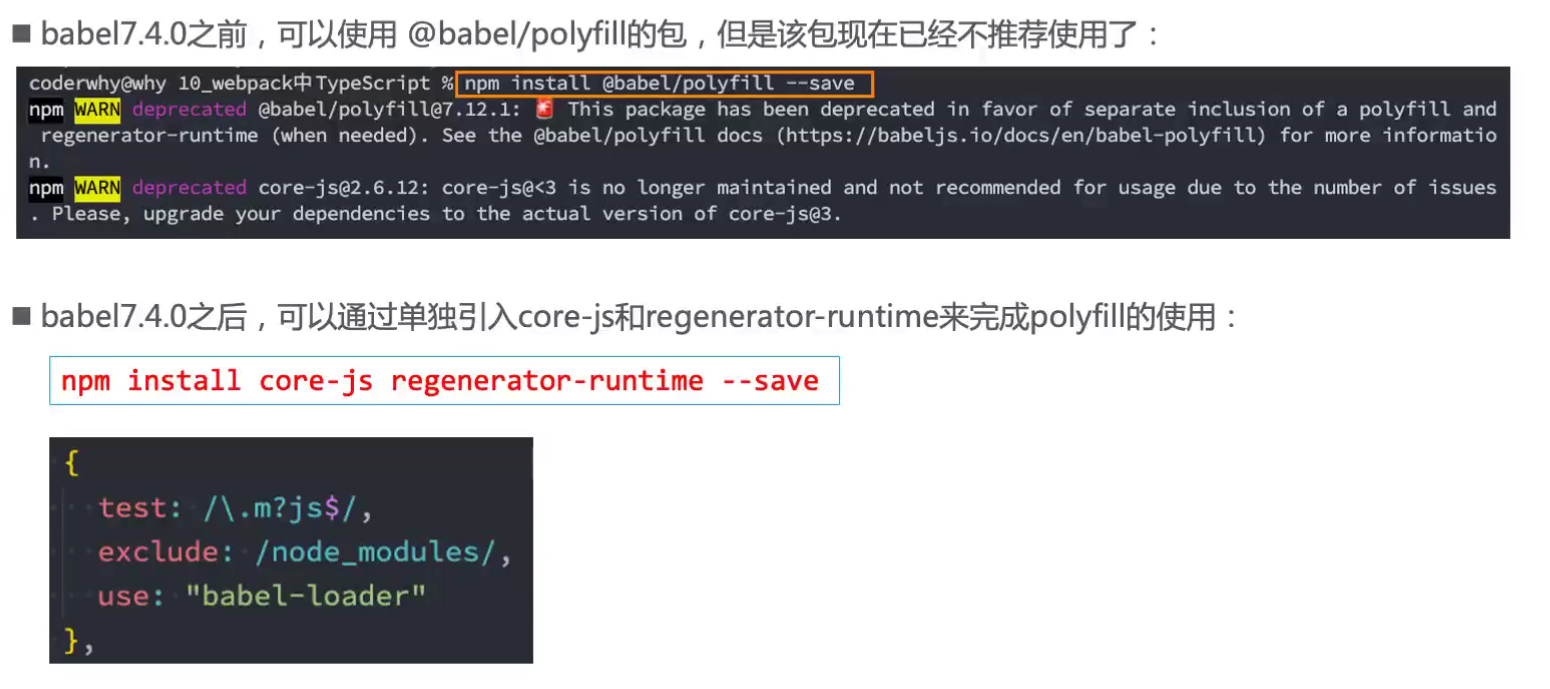 babel7.4.0之前，可以使用 @babel/polyfill的包，但是该包现在已经不推荐使用了：
coderwhy@why 10_webpack中TypeScript % npm install @babel/polyfill --save
npm WARN deprecated @babel/polyfill@7.12.1: 🚨 This package has been deprecated in favor of separate inclusion of a polyfill and
regenerator-runtime (when needed). See the @babel/polyfill docs (https://babeljs.io/docs/en/babel-polyfill) for more informatio
n.
npm WARN deprecated core-js@2.6.12: core-js@<3 is no longer maintained and not recommended for usage due to the number of issues
. Please, upgrade your dependencies to the actual version of core-js@3.
babel7.4.0之后，可以通过单独引入core-js和regenerator-runtime来完成polyfill的使用：
npm install core-js regenerator-runtime --save
{
test: /\.m?js$/,
exclude: /node_modules/,
use: "babel-loader"
},